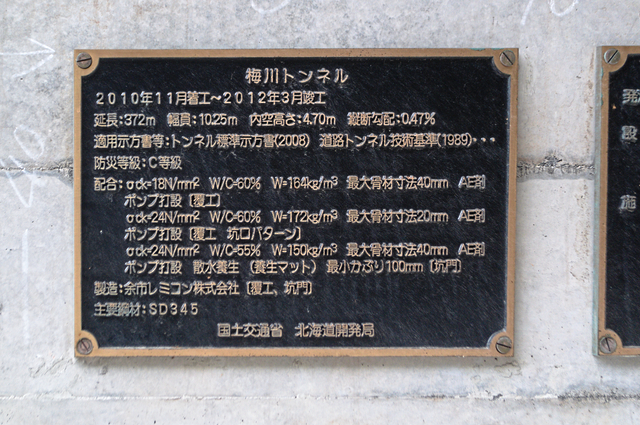 梅川トンネル
2010年11月着工～2012年3月竣工
延長:372m 幅員:10.25m 内空高さ:4.70m 縦断勾配:0.47%
適用示方書等:トンネル標準示方書(2008) 道路トンネル技術基準(1989)・・・
防災等級:C等級
配合:σck=18N/mm² W/C=60% W=164kg/m³ 最大骨材寸法40mm AE剤
ポンプ打設〔覆工〕
σck=24N/mm² W/C=60% W=172kg/m³ 最大骨材寸法20mm AE剤
ポンプ打設〔覆工 坑口パターン〕
σck=24N/mm² W/C=55% W=150kg/m³ 最大骨材寸法40mm AE剤
ポンプ打設 散水養生（養生マット） 最小かぶり100mm〔坑門〕
製造:余市レミコン株式会社〔覆工、坑門〕
主要鋼材:SD345
国土交通省 北海道開発局
発
設
施